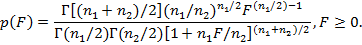 p(F) = \frac{Γ[(n₁ + n₂)/2](n₁/n₂)^{n₁/2}F^{(n₁/2)−1}}{Γ(n₁/2)Γ(n₂/2)[1 + n₁F/n₂]^{(n₁+n₂)/2}}, F ≥ 0.